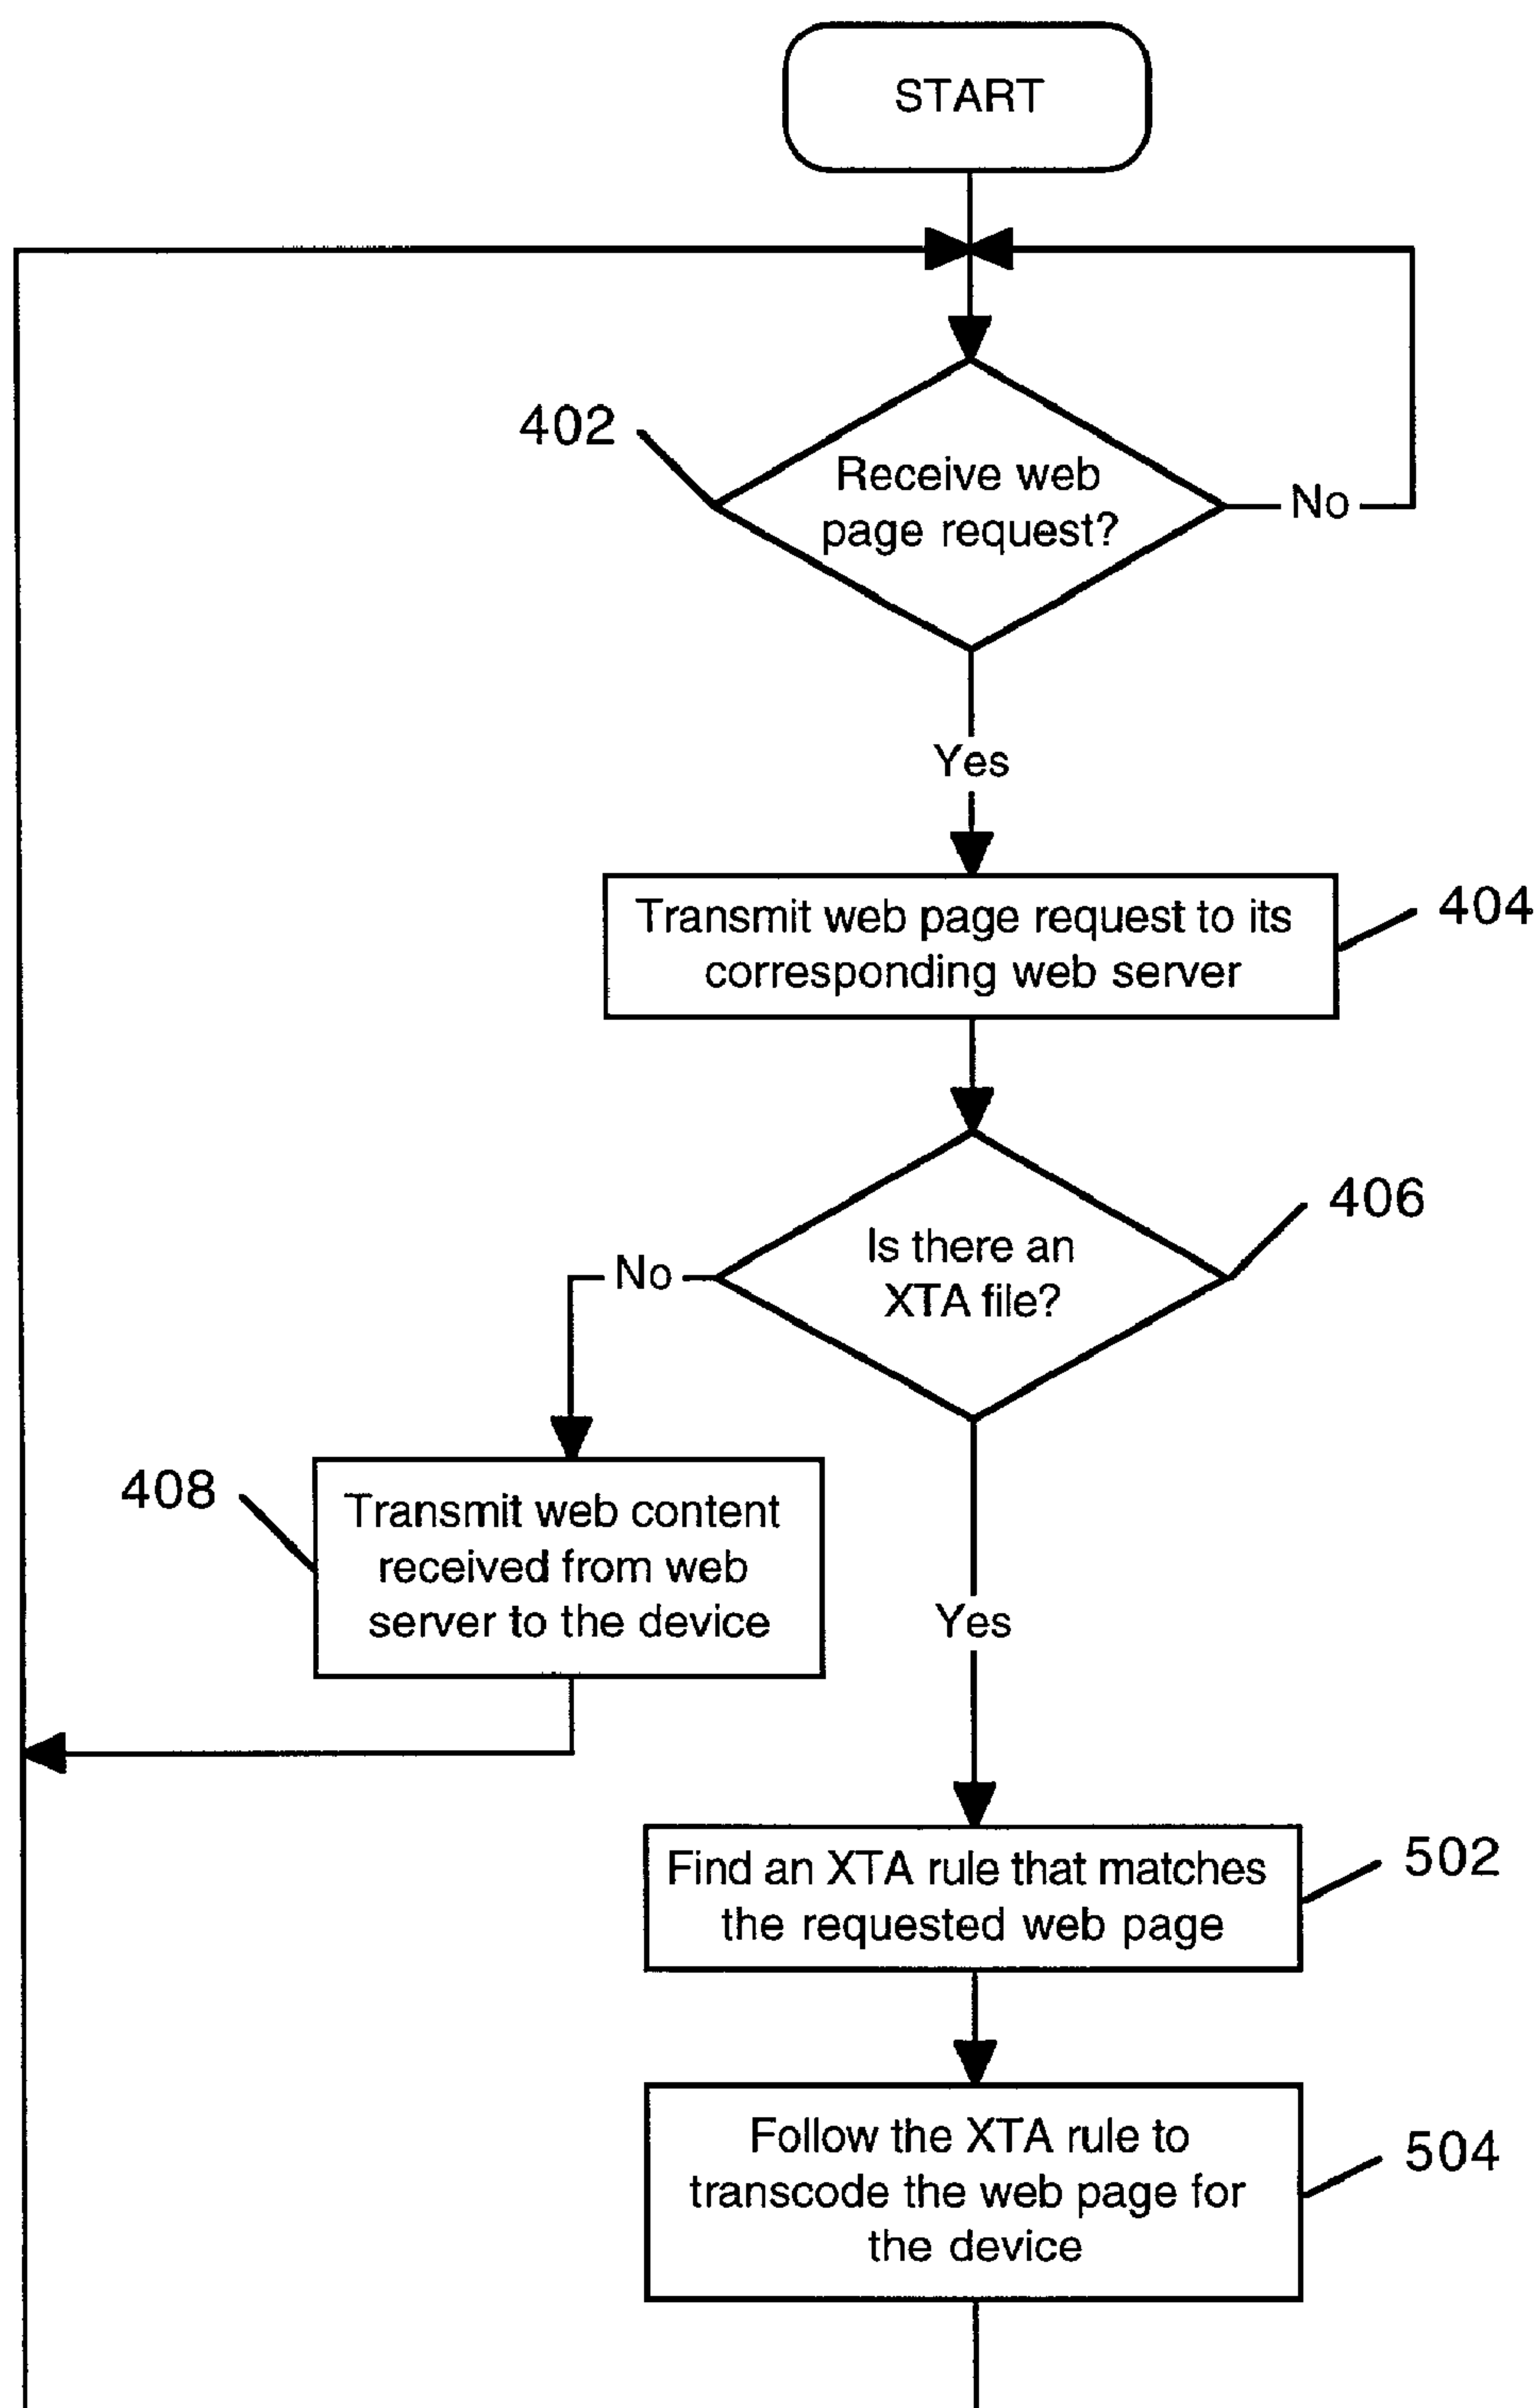 START
402
Receive web
page request?
No
Yes
Transmit web page request to its
corresponding web server
404
Is there an
XTA file?
406
No
408
Transmit web content
received from web
server to the device
Yes
Find an XTA rule that matches
the requested web page
502
Follow the XTA rule to
transcode the web page for
the device
504